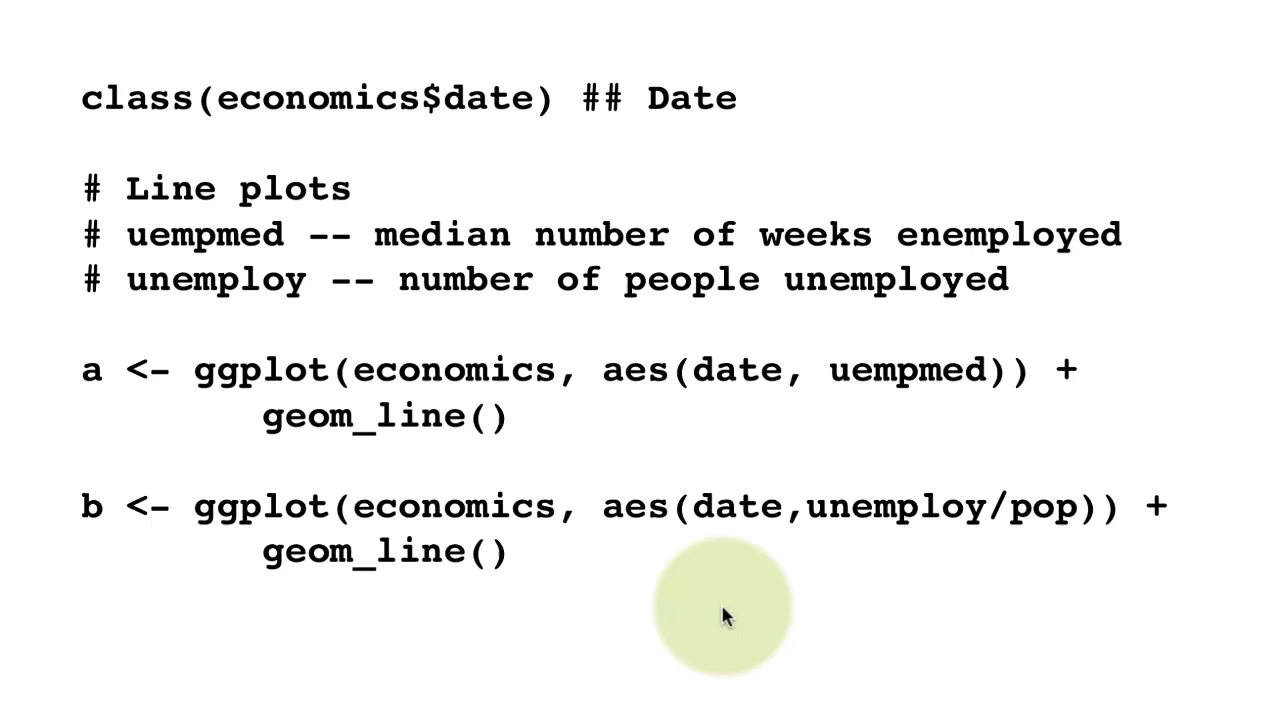 class(economics$date) ## Date
# Line plots
# uempmed -- median number of weeks enemployed
# unemploy -- number of people unemployed
a <- ggplot(economics, aes(date, uempmed)) +
geom_line()
b <- ggplot(economics, aes(date,unemploy/pop)) +
geom_line()